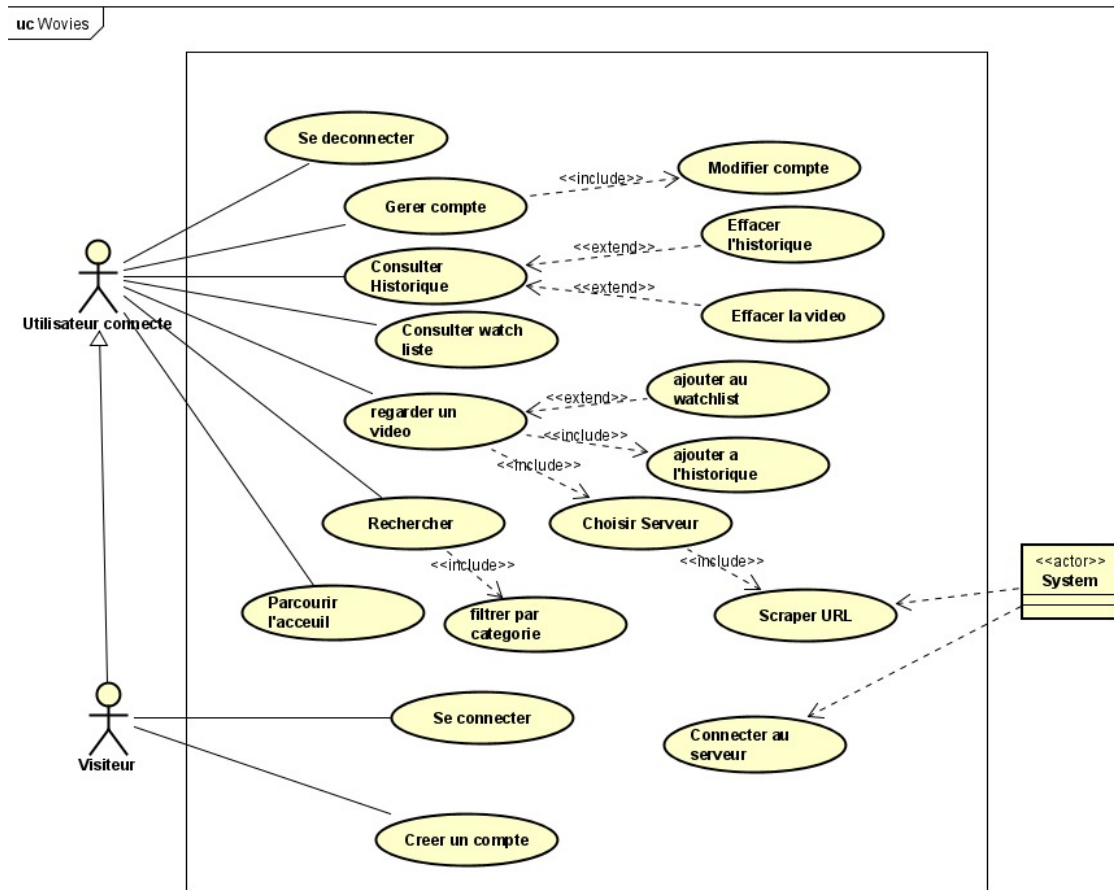 uc Wovies
Se deconnecter
Modifier compte
<<include>>
Gerer compte
Effacer
l'historique
<<extend>>
Consulter
Historique
<<extend>>
Effacer la video
Utilisateur connecte
Consulter watch
liste
ajouter au
watchlist
<<extend>>
regarder un
video
<<include>>
ajouter a
l'historique
<<include>>
Rechercher
Choisir Serveur
<<include>>
<<include>>
<<actor>>
System
Parcourir
l'acceuil
filtrer par
categorie
Scraper URL
Se connecter
Connecter au
serveur
Visiteur
Creer un compte